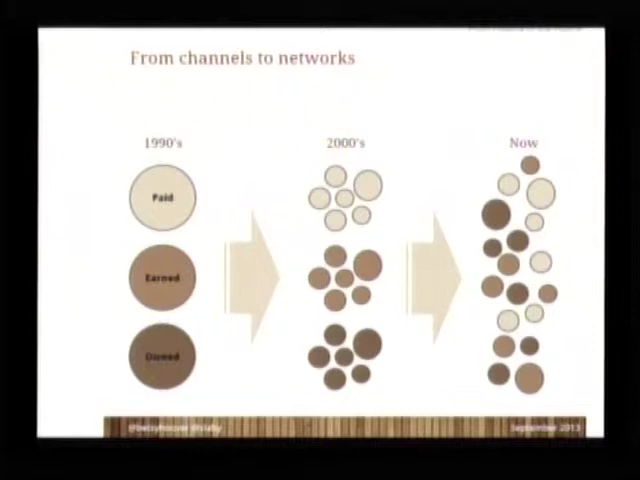 From channels to networks
1990's
2000's
Now
Paid
Earned
Owned
September 2013